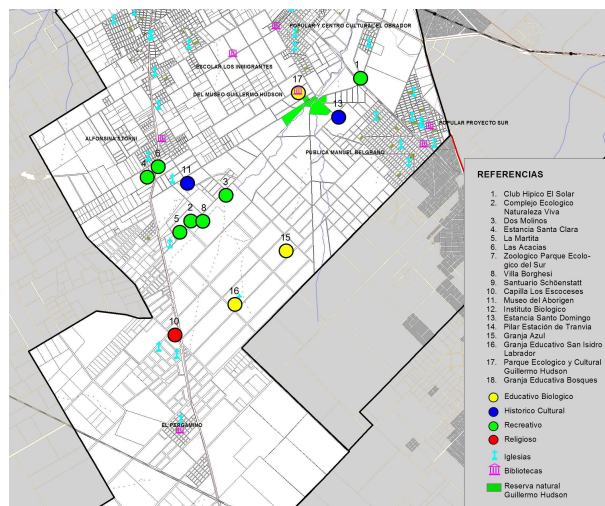 POPULAR Y CENTRO CULTURAL EL OBRADOR
ESCOLAR LOS INMIGRANTES
1
17
DEL MUSEO GUILLERMO HUDSON
13
POPULAR PROYECTO SUR
ALFONSINA STORNI
PUBLICA MANUEL BELGRANO
6
4
11
3
2
8
5
15
16
10
EL PERGAMINO
REFERENCIAS
1. Club Hipico El Solar
2. Complejo Ecologico
Naturaleza Viva
3. Dos Molinos
4. Estancia Santa Clara
5. La Martita
6. Las Acacias
7. Zoologico Parque Ecolo-
gico del Sur
8. Villa Borghesi
9. Santuario Schöenstatt
10. Capilla Los Escoceses
11. Museo del Aborigen
12. Instituto Biologico
13. Estancia Santo Domingo
14. Pilar Estación de Tranvia
15. Granja Azul
16. Granja Educativo San Isidro
Labrador
17. Parque Ecologico y Cultural
Guillermo Hudson
18. Granja Educativa Bosques
Educativo Biologico
Historico Cultural
Recreativo
Religioso
Iglesias
Bibliotecas
Reserva natural
Guillermo Hudson